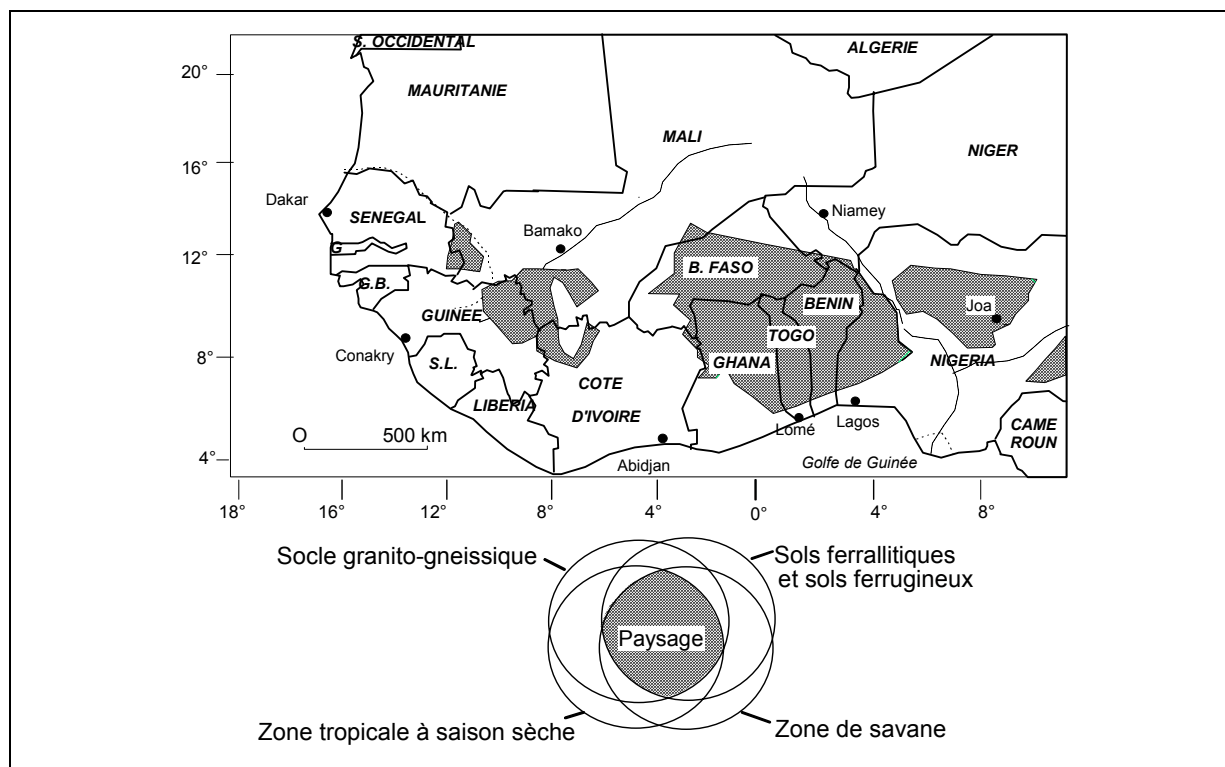 S. OCCIDENTAL
ALGERIE
20°
MAURITANIE
MALI
NIGER
16°
Dakar
SENEGAL
Niamey
Bamako
G
12°
B. FASO
G.B.
BENIN
Joa
GUINEE
TOGO
Conakry
8°
S.L.
GHANA
NIGERIA
COTE
D'IVOIRE
LIBERIA
CAME
ROUN
O 500 km
Lomé
Lagos
4°
Abidjan
Golfe de Guinée
18° 16° 12° 8° 4° 0° 4° 8°
Socle granito-gneissique
Sols ferrallitiques
et sols ferrugineux
Paysage
Zone tropicale à saison sèche
Zone de savane